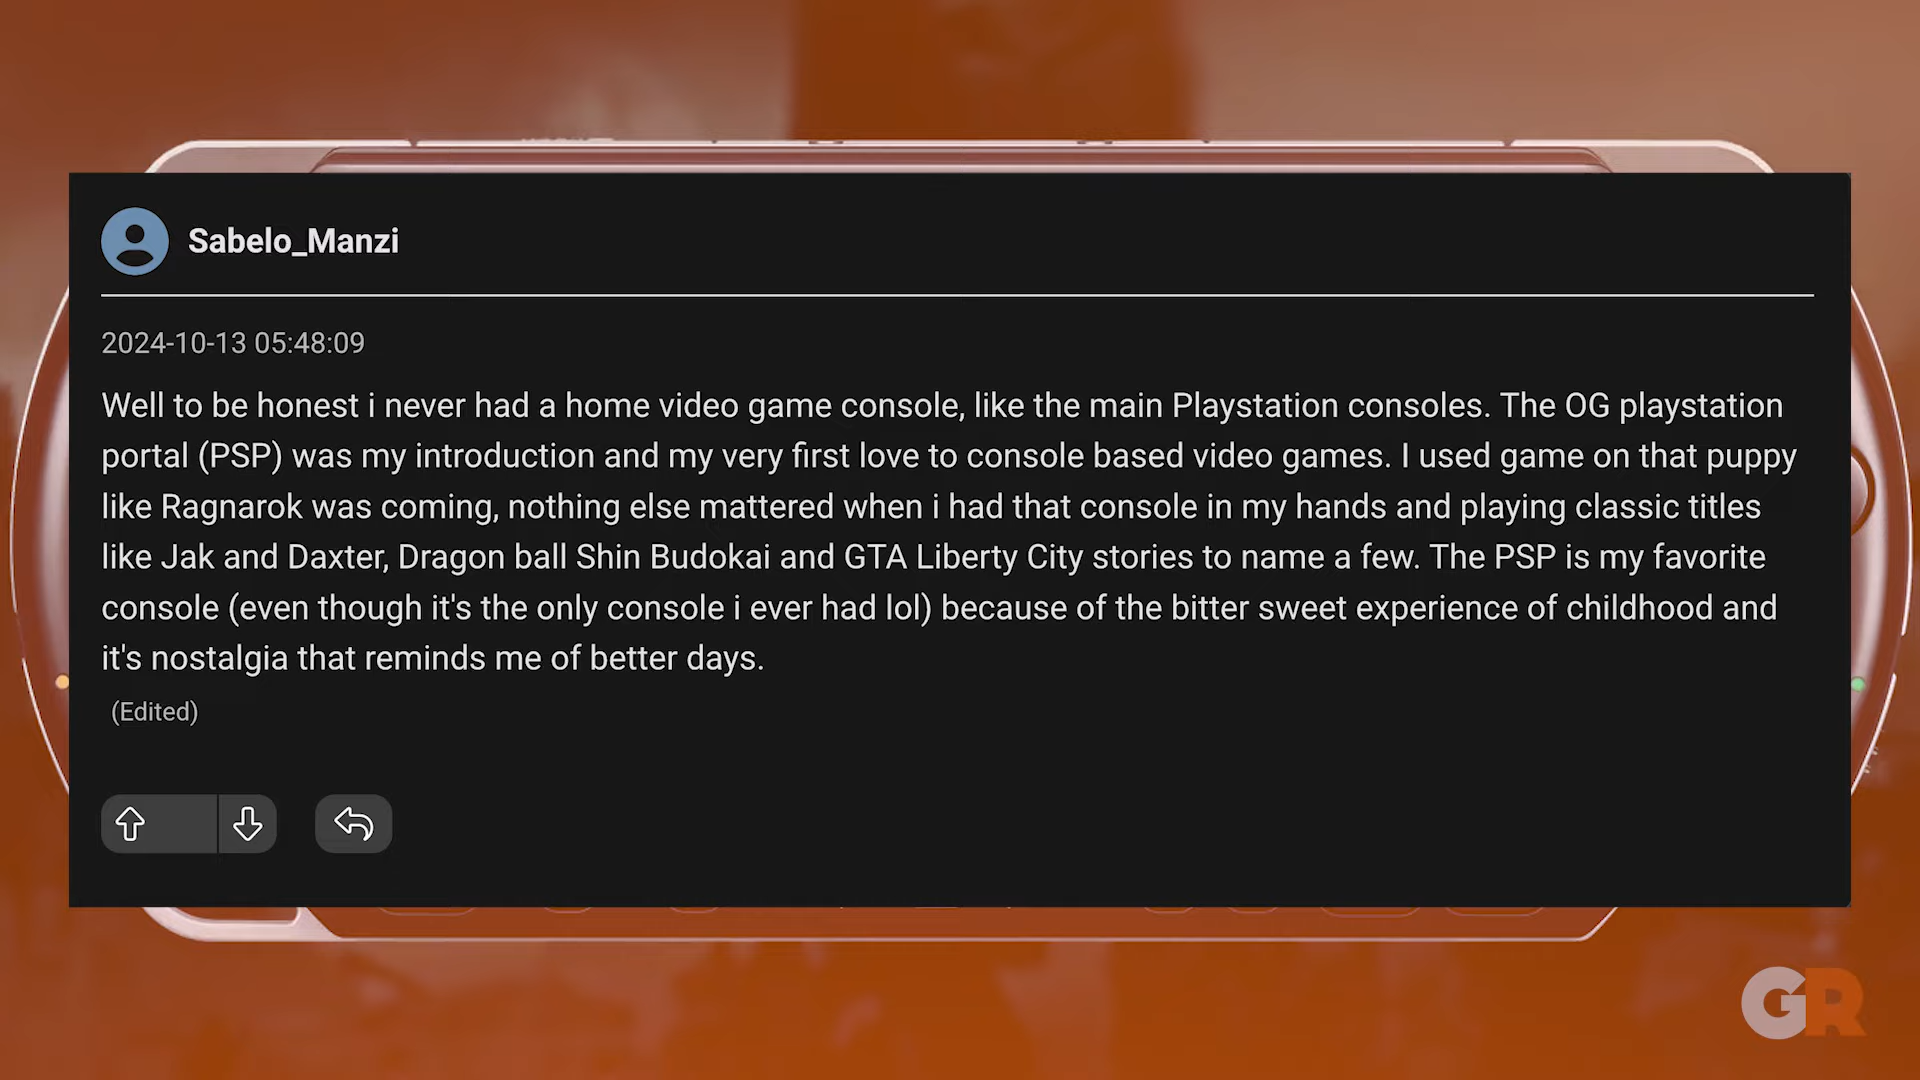 Sabelo_Manzi
2024-10-13 05:48:09
Well to be honest i never had a home video game console, like the main Playstation consoles. The OG playstation
portal (PSP) was my introduction and my very first love to console based video games. I used game on that puppy
like Ragnarok was coming, nothing else mattered when i had that console in my hands and playing classic titles
like Jak and Daxter, Dragon ball Shin Budokai and GTA Liberty City stories to name a few. The PSP is my favorite
console (even though it's the only console i ever had lol) because of the bitter sweet experience of childhood and
it's nostalgia that reminds me of better days.
(Edited)
GR